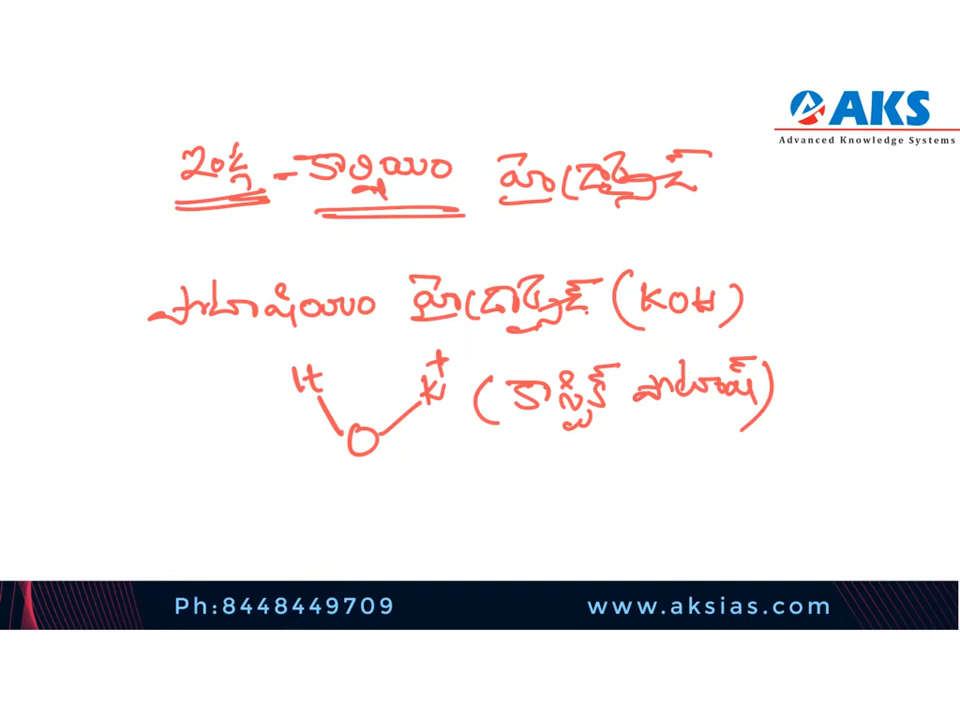 AKS
Advanced Knowledge Systems
ఇంకా - కాల్షియం హైడ్రాక్సైడ్
పొటాషియం హైడ్రాక్సైడ్ (KOH)
H O K+ (కాస్టిక్ పొటాష్)
Ph:8448449709 www.aksias.com